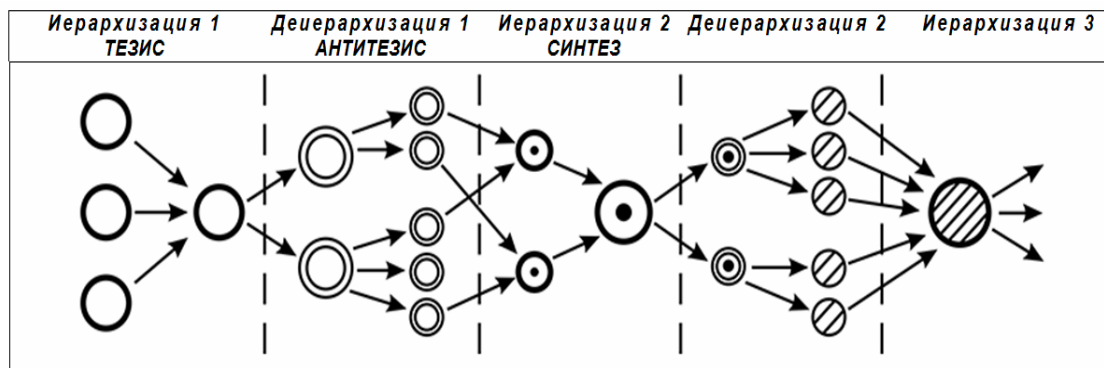 Иерархизация 1
ТЕЗИС
Деиерархизация 1
АНТИТЕЗИС
Иерархизация 2
СИНТЕЗ
Деиерархизация 2
Иерархизация 3